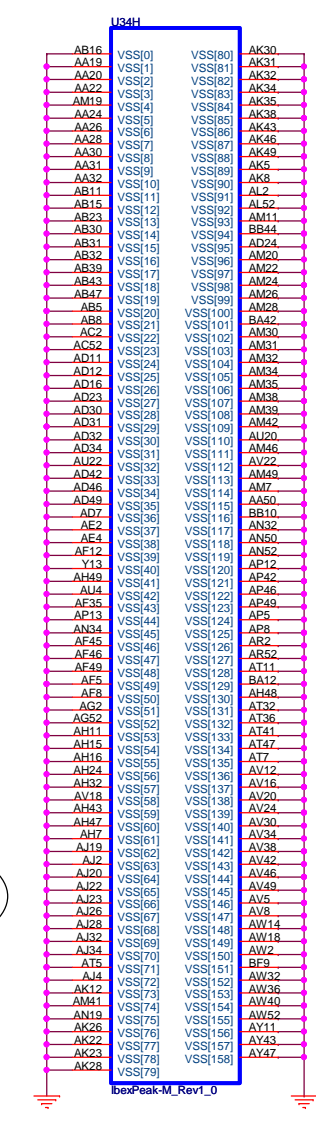 U34H
AB16 VSS[0] VSS[80] AK30
AA19 VSS[1] VSS[81] AK31
AA20 VSS[2] VSS[82] AK32
AA22 VSS[3] VSS[83] AK34
AM19 VSS[4] VSS[84] AK35
AA24 VSS[5] VSS[85] AK38
AA26 VSS[6] VSS[86] AK43
AA28 VSS[7] VSS[87] AK46
AA30 VSS[8] VSS[88] AK49
AA31 VSS[9] VSS[89] AK5
AA32 VSS[10] VSS[90] AK8
AB11 VSS[11] VSS[91] AL2
AB15 VSS[12] VSS[92] AL52
AB23 VSS[13] VSS[93] AM11
AB30 VSS[14] VSS[94] BB44
AB31 VSS[15] VSS[95] AD24
AB32 VSS[16] VSS[96] AM20
AB39 VSS[17] VSS[97] AM22
AB43 VSS[18] VSS[98] AM24
AB47 VSS[19] VSS[99] AM26
AB5 VSS[20] VSS[100] AM28
AB8 VSS[21] VSS[101] BA42
AC2 VSS[22] VSS[102] AM30
AC52 VSS[23] VSS[103] AM31
AD11 VSS[24] VSS[104] AM32
AD12 VSS[25] VSS[105] AM34
AD16 VSS[26] VSS[106] AM35
AD23 VSS[27] VSS[107] AM38
AD30 VSS[28] VSS[108] AM39
AD31 VSS[29] VSS[109] AM42
AD32 VSS[30] VSS[110] AU20
AD34 VSS[31] VSS[111] AM46
AU22 VSS[32] VSS[112] AV22
AD42 VSS[33] VSS[113] AM49
AD46 VSS[34] VSS[114] AM7
AD49 VSS[35] VSS[115] AA50
AD7 VSS[36] VSS[116] BB10
AE2 VSS[37] VSS[117] AN32
AE4 VSS[38] VSS[118] AN50
AF12 VSS[39] VSS[119] AN52
Y13 VSS[40] VSS[120] AP12
AH49 VSS[41] VSS[121] AP42
AU4 VSS[42] VSS[122] AP46
AF35 VSS[43] VSS[123] AP49
AP13 VSS[44] VSS[124] AP5
AN34 VSS[45] VSS[125] AP8
AF45 VSS[46] VSS[126] AR2
AF46 VSS[47] VSS[127] AR52
AF49 VSS[48] VSS[128] AT11
AF5 VSS[49] VSS[129] BA12
AF8 VSS[50] VSS[130] AH48
AG2 VSS[51] VSS[131] AT32
AG52 VSS[52] VSS[132] AT36
AH11 VSS[53] VSS[133] AT41
AH15 VSS[54] VSS[134] AT47
AH16 VSS[55] VSS[135] AT7
AH24 VSS[56] VSS[136] AV12
AH32 VSS[57] VSS[137] AV16
AV18 VSS[58] VSS[138] AV20
AH43 VSS[59] VSS[139] AV24
AH47 VSS[60] VSS[140] AV30
AH7 VSS[61] VSS[141] AV34
AJ19 VSS[62] VSS[142] AV38
AJ2 VSS[63] VSS[143] AV42
AJ20 VSS[64] VSS[144] AV46
AJ22 VSS[65] VSS[145] AV49
AJ23 VSS[66] VSS[146] AV5
AJ26 VSS[67] VSS[147] AV8
AJ28 VSS[68] VSS[148] AW14
AJ32 VSS[69] VSS[149] AW18
AJ34 VSS[70] VSS[150] AW2
AT5 VSS[71] VSS[151] BF9
AJ4 VSS[72] VSS[152] AW32
AK12 VSS[73] VSS[153] AW36
AM41 VSS[74] VSS[154] AW40
AN19 VSS[75] VSS[155] AW52
AK26 VSS[76] VSS[156] AY11
AK22 VSS[77] VSS[157] AY43
AK23 VSS[78] VSS[158] AY47
AK28 VSS[79]
IbexPeak-M_Rev1_0